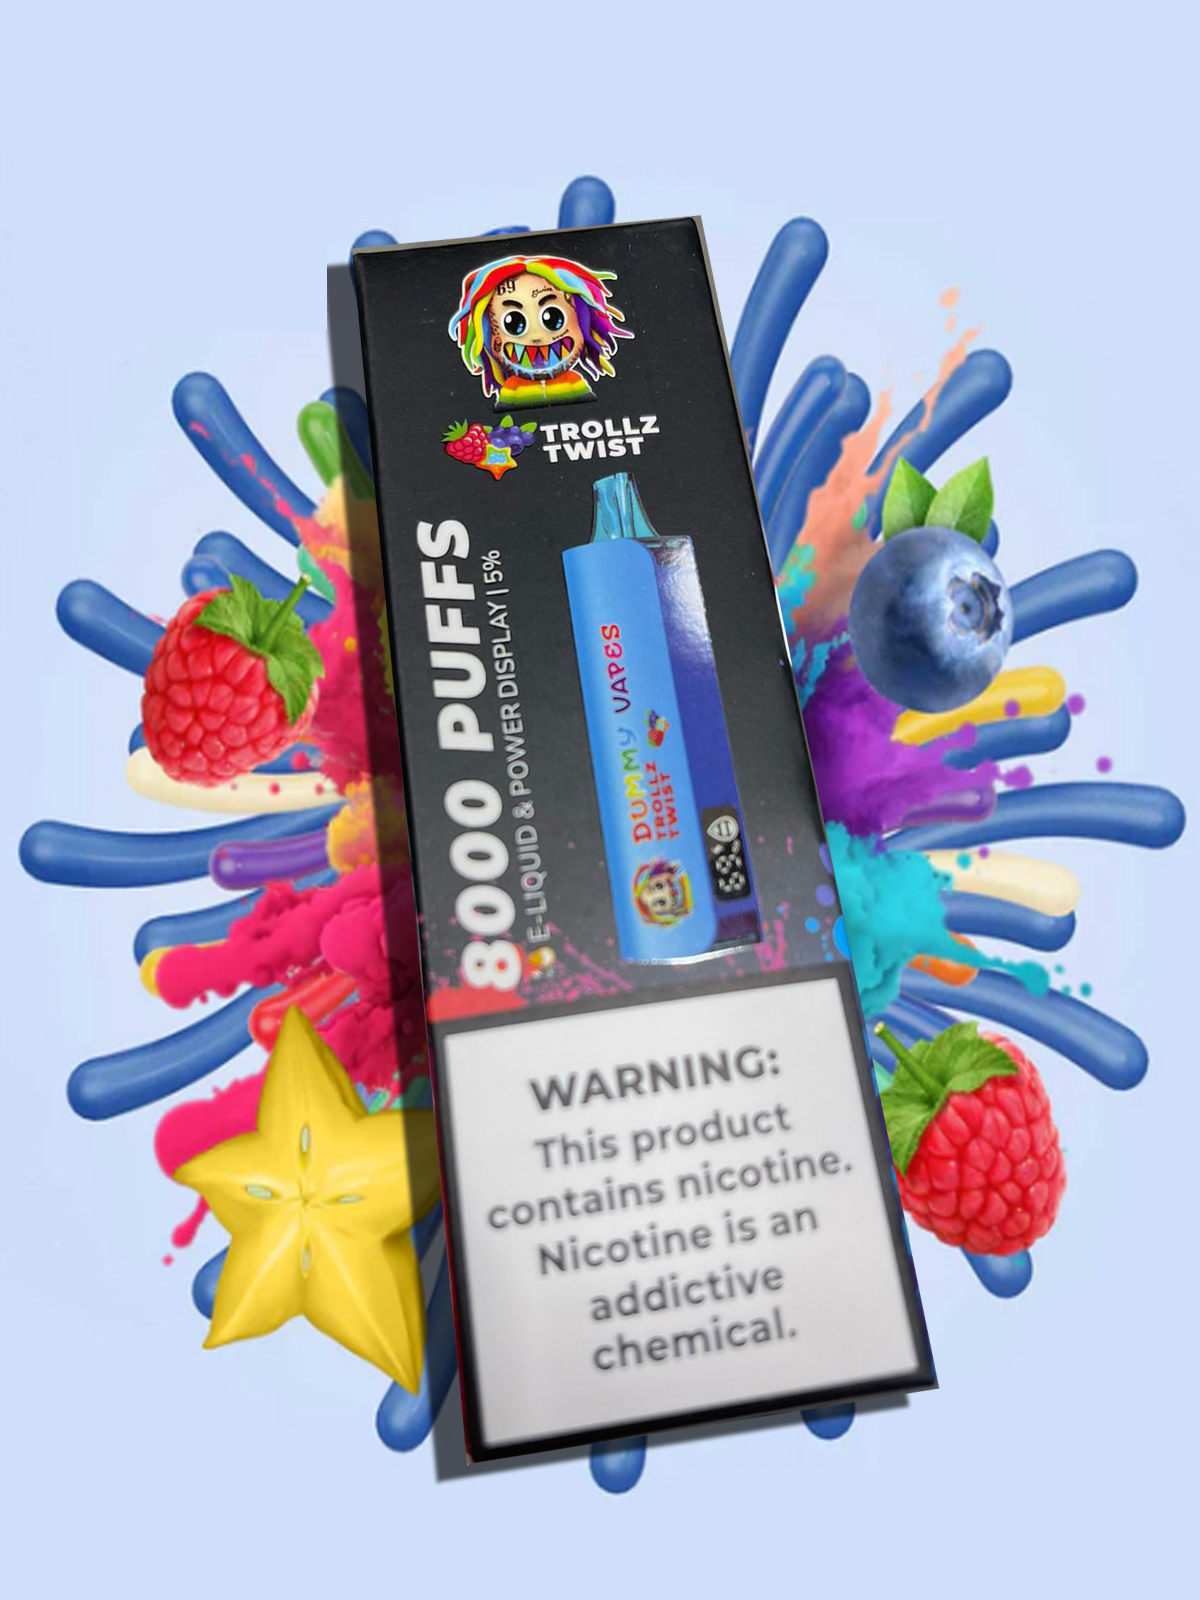 69
TROLLZ
TWIST
8000 PUFFS
E-LIQUID & POWER DISPLAY | 5%
DUMMY VAPES
TROLLZ
TWIST
WARNING:
This product
contains nicotine.
Nicotine is an
addictive
chemical.